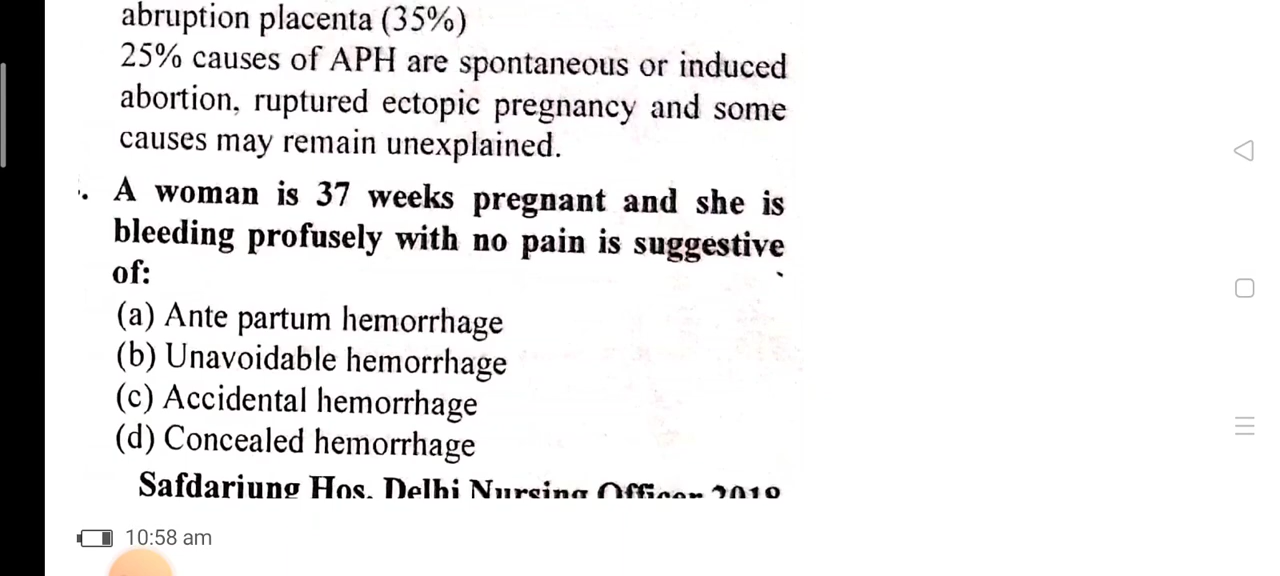 abruption placenta (35%)
25% causes of APH are spontaneous or induced
abortion, ruptured ectopic pregnancy and some
causes may remain unexplained.
. A woman is 37 weeks pregnant and she is
bleeding profusely with no pain is suggestive
of:
(a) Ante partum hemorrhage
(b) Unavoidable hemorrhage
(c) Accidental hemorrhage
(d) Concealed hemorrhage
Safdarjung Hos. Delhi Nursing Officer
10:58 am